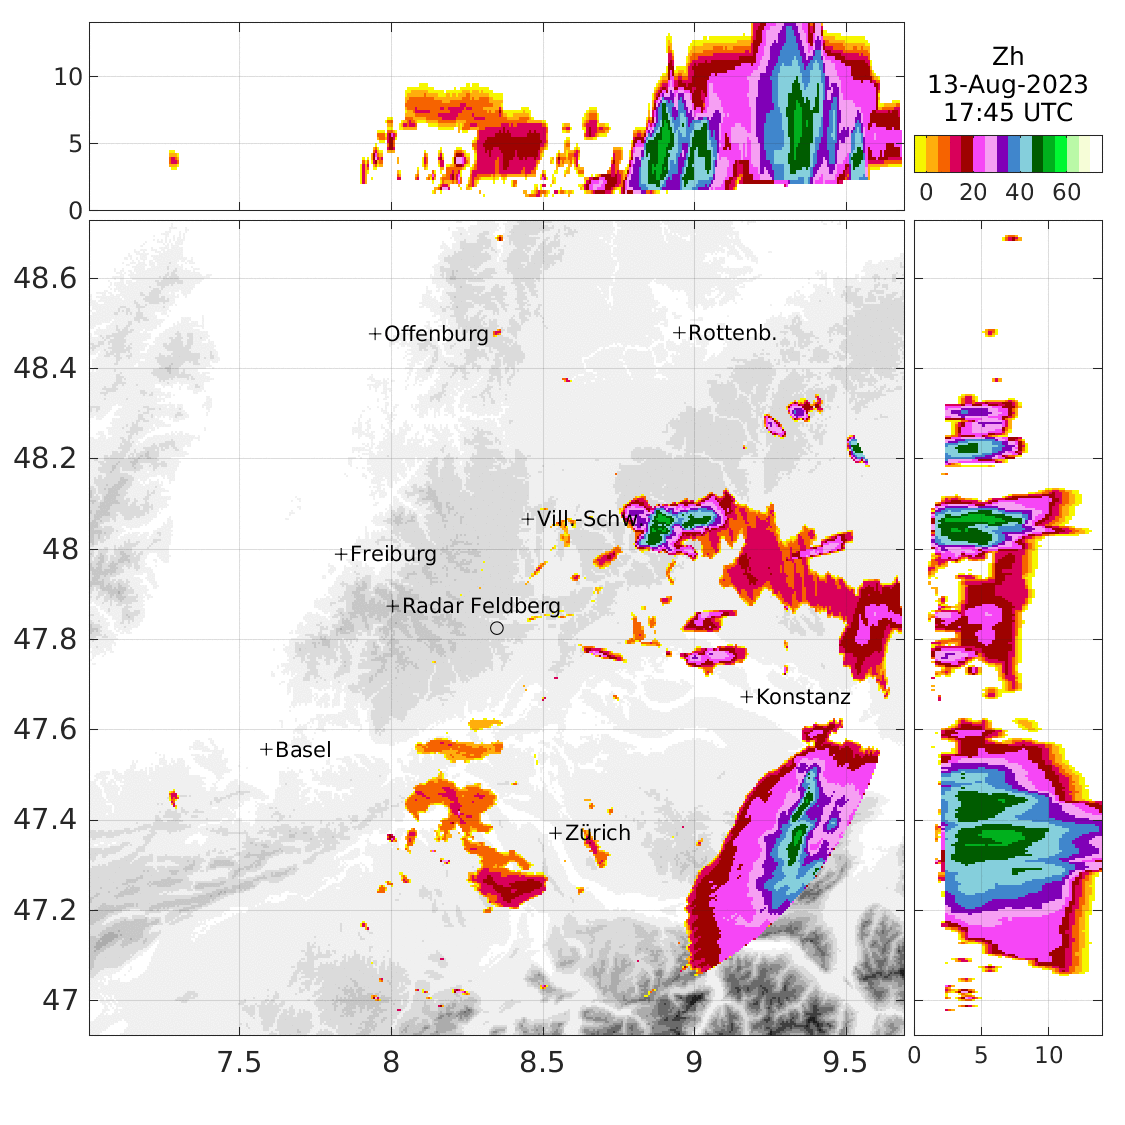 10
5
0
Zh
13-Aug-2023
17:45 UTC
0 20 40 60
48.6
48.4
48.2
48
47.8
47.6
47.4
47.2
47
+Offenburg
+Rottenb.
+Vill.-Schw.
+Freiburg
+Radar Feldberg
+Konstanz
+Basel
+Zürich
7.5 8 8.5 9 9.5
0 5 10